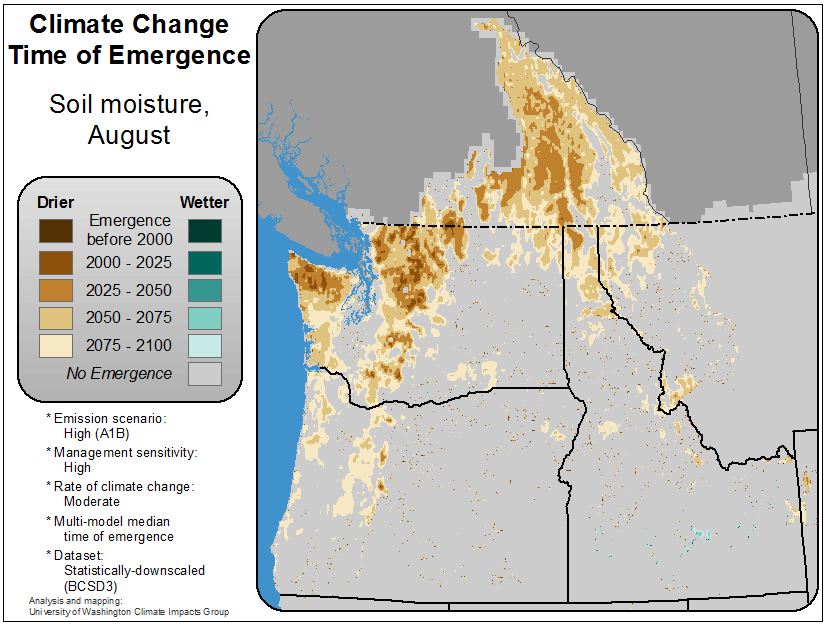 Climate Change
Time of Emergence
Soil moisture,
August
Drier
Wetter
Emergence
before 2000
2000 - 2025
2025 - 2050
2050 - 2075
2075 - 2100
No Emergence
* Emission scenario:
High (A1B)
* Management sensitivity:
High
* Rate of climate change:
Moderate
* Multi-model median
time of emergence
* Dataset:
Statistically-downscaled
(BCSD3)
Analysis and mapping:
University of Washington Climate Impacts Group